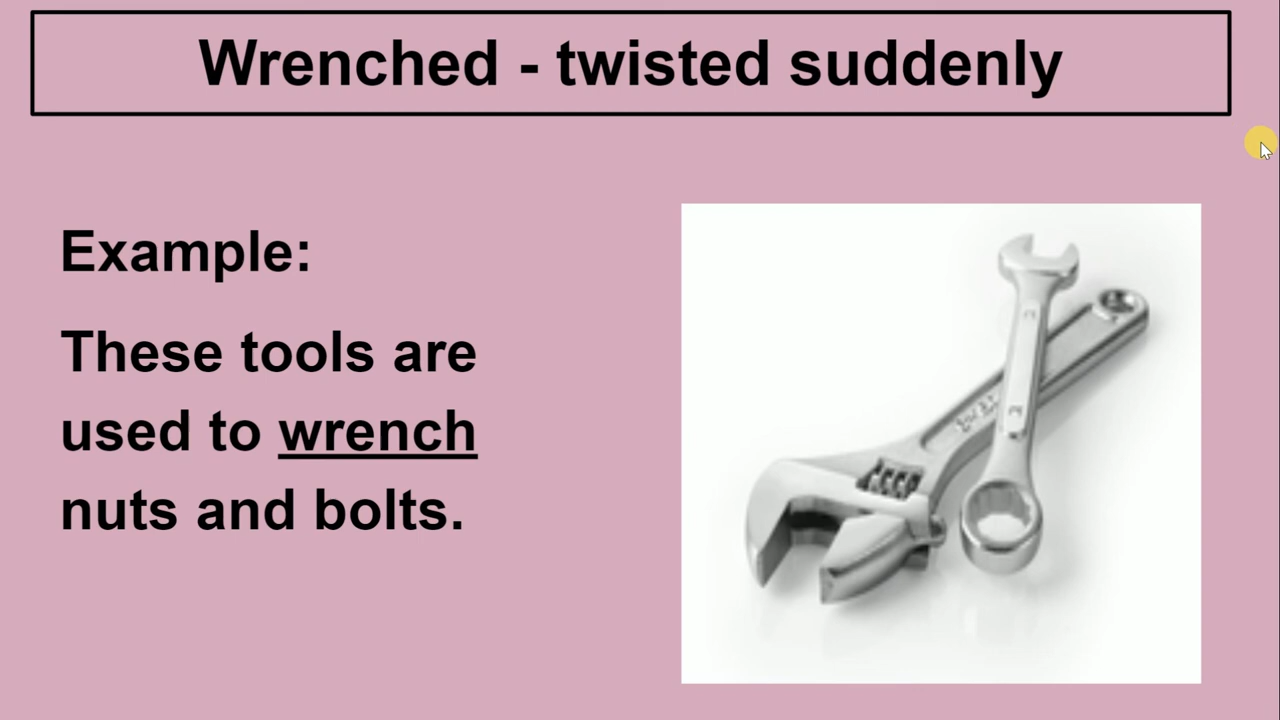 Wrenched - twisted suddenly
Example:
These tools are
used to wrench
nuts and bolts.